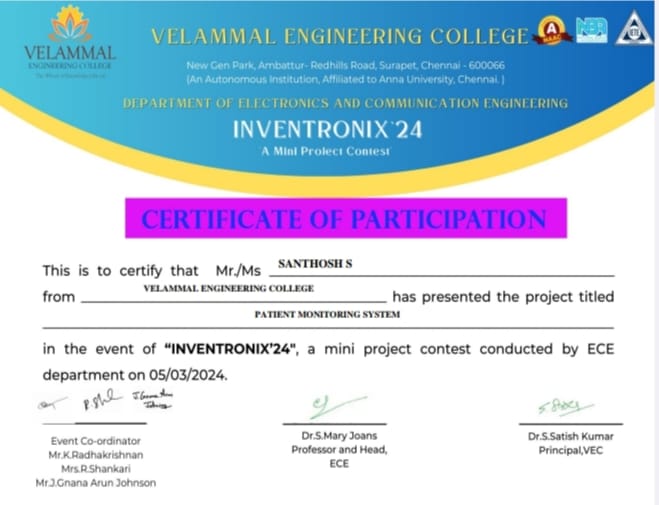 VELAMMAL
ENGINEERING COLLEGE
The Wheel of Knowledge rolls on!
VELAMMAL ENGINEERING COLLEGE
A
NAAC
NBA
IETE
New Gen Park, Ambattur- Redhills Road, Surapet, Chennai - 600066
(An Autonomous Institution, Affiliated to Anna University, Chennai. )
DEPARTMENT OF ELECTRONICS AND COMMUNICATION ENGINEERING
INVENTRONIX`24
`A Mini Project Contest`
CERTIFICATE OF PARTICIPATION
This is to certify that Mr./Ms SANTHOSH S
from VELAMMAL ENGINEERING COLLEGE has presented the project titled
PATIENT MONITORING SYSTEM
in the event of “INVENTRONIX’24", a mini project contest conducted by ECE
department on 05/03/2024.
Event Co-ordinator
Mr.K.Radhakrishnan
Mrs.R.Shankari
Mr.J.Gnana Arun Johnson
Dr.S.Mary Joans
Professor and Head,
ECE
Dr.S.Satish Kumar
Principal,VEC